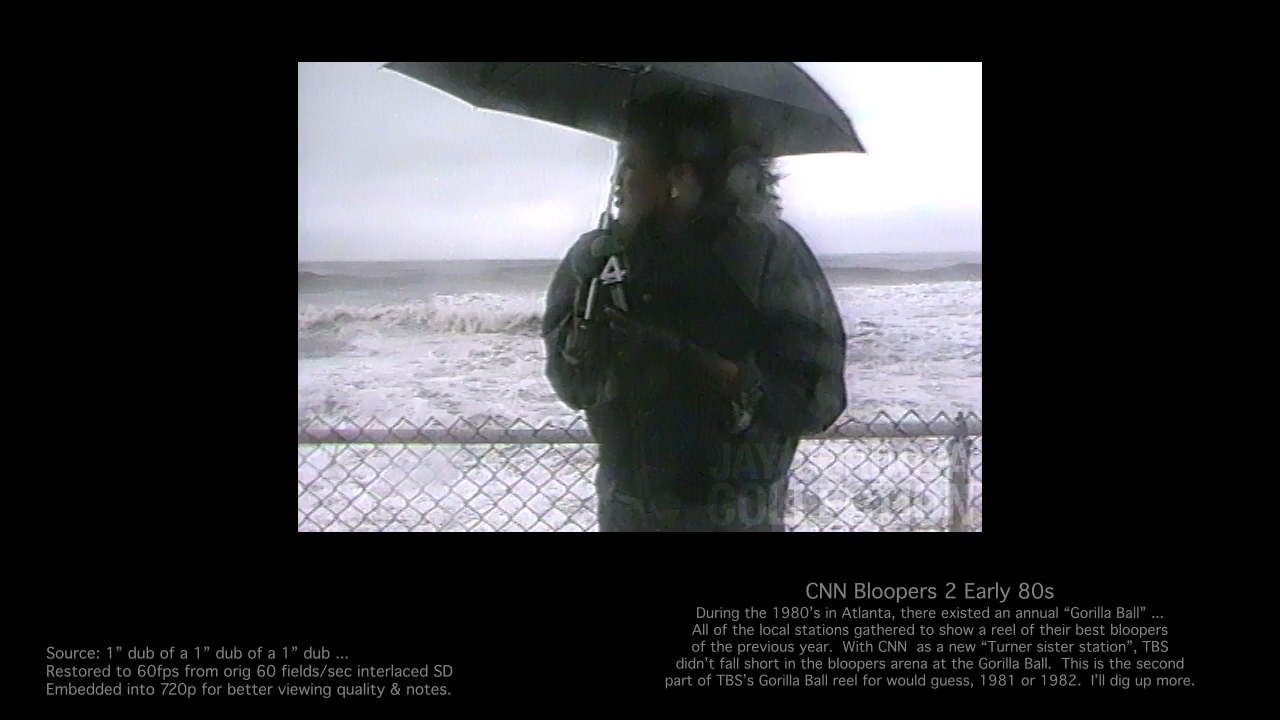 4
JAY
COLLECTION
CNN Bloopers 2 Early 80s
During the 1980's in Atlanta, there existed an annual “Gorilla Ball” ...
All of the local stations gathered to show a reel of their best bloopers
of the previous year.  With CNN  as a new “Turner sister station”, TBS
didn't fall short in the bloopers arena at the Gorilla Ball.  This is the second
part of TBS's Gorilla Ball reel for would guess, 1981 or 1982.  I'll dig up more.
Source: 1” dub of a 1” dub of a 1” dub ...
Restored to 60fps from orig 60 fields/sec interlaced SD
Embedded into 720p for better viewing quality & notes.